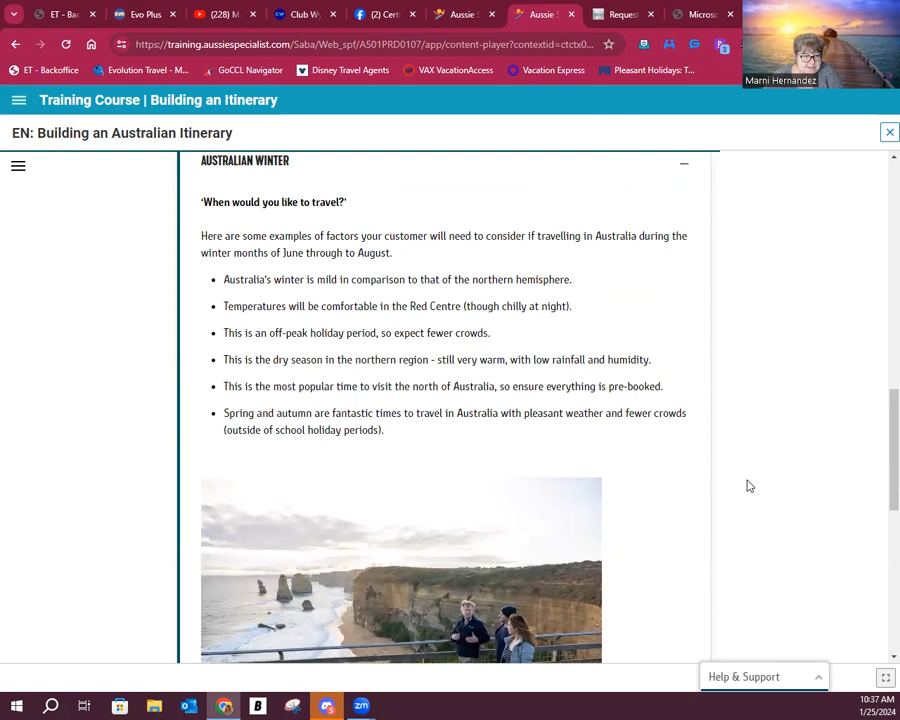 ET - Bac
Evo Plus
(228) M
Club W
(2) Cert
Aussie S
Aussie S
Request
Micros
https://training.aussiespecialist.com/Saba/Web_spf/A501PRD0107/app/content-player?contextid=ctctx0...
3
ET - Backoffice
Evolution Travel - M...
GoCCL Navigator
Disney Travel Agents
VAX VacationAccess
Vacation Express
Pleasant Holidays: T...
Marni Hernandez
Training Course | Building an Itinerary
EN: Building an Australian Itinerary
AUSTRALIAN WINTER
‘When would you like to travel?’
Here are some examples of factors your customer will need to consider if travelling in Australia during the
winter months of June through to August.
• Australia's winter is mild in comparison to that of the northern hemisphere.
• Temperatures will be comfortable in the Red Centre (though chilly at night).
• This is an off-peak holiday period, so expect fewer crowds.
• This is the dry season in the northern region - still very warm, with low rainfall and humidity.
• This is the most popular time to visit the north of Australia, so ensure everything is pre-booked.
• Spring and autumn are fantastic times to travel in Australia with pleasant weather and fewer crowds
(outside of school holiday periods).
Help & Support
B
zm
10:37 AM
1/25/2024